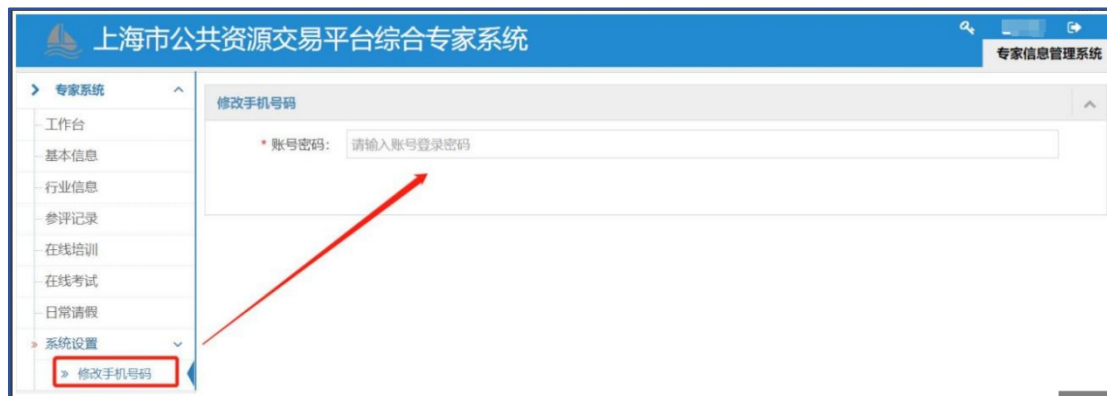 上海市公共资源交易平台综合专家系统
专家信息管理系统
专家系统
工作台
基本信息
行业信息
参评记录
在线培训
在线考试
日常请假
系统设置
» 修改手机号码
修改手机号码
* 账号密码： 请输入账号登录密码